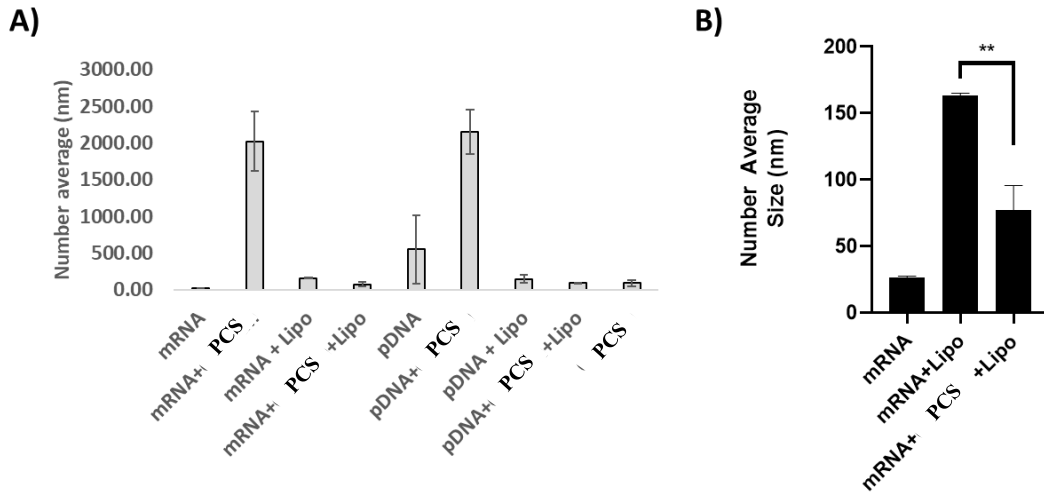 A)
Number average (nm)
3000.00
2500.00
2000.00
1500.00
1000.00
500.00
0.00
mRNA
mRNA+ PCS
mRNA + Lipo
mRNA+ PCS +Lipo
pDNA
pDNA+ PCS
pDNA + Lipo
pDNA+ PCS +Lipo
PCS
B)
Number Average
Size (nm)
200
150
100
50
0
**
mRNA
mRNA+Lipo
mRNA+ PCS +Lipo